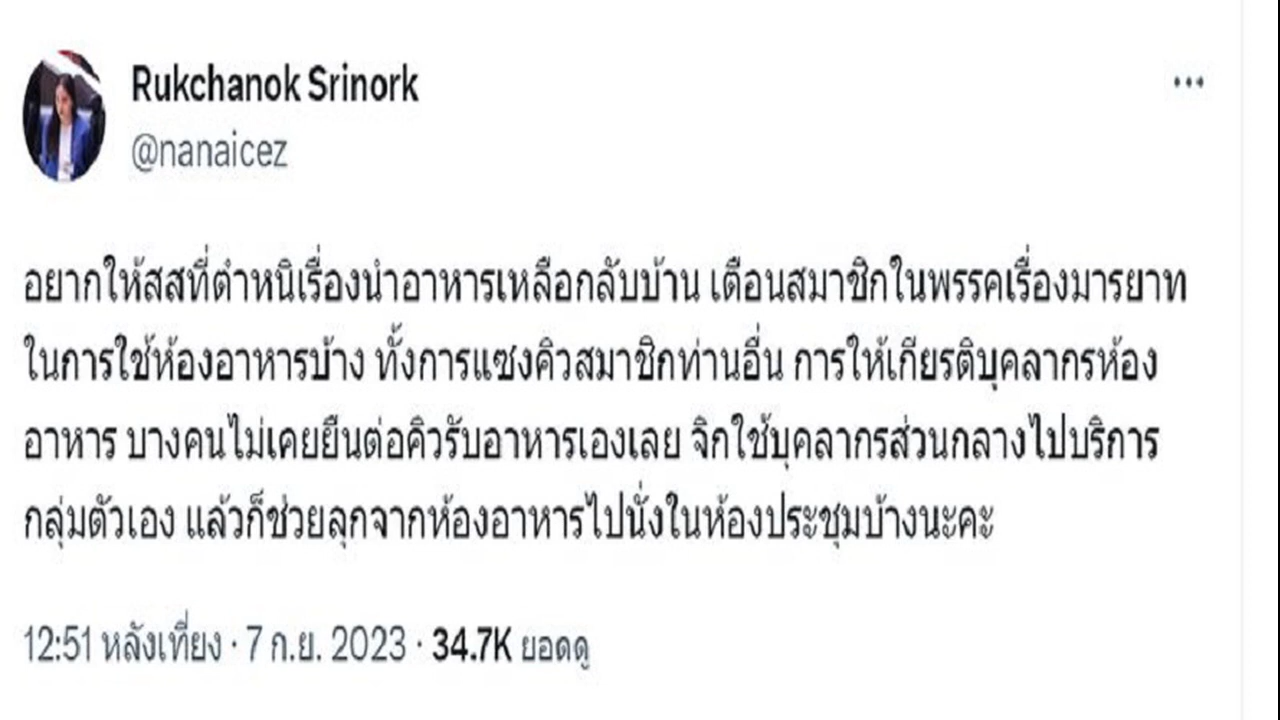 Rukchanok Srinork
@nanaicez
อยากให้สสที่ตำหนิเรื่องนำอาหารเหลือกลับบ้าน เตือนสมาชิกในพรรคเรื่องมารยาท
ในการใช้ห้องอาหารบ้าง ทั้งการแซงคิวสมาชิกท่านอื่น การให้เกียรติบุคลากรห้อง
อาหาร บางคนไม่เคยยืนต่อคิวรับอาหารเองเลย จิกใช้บุคลากรส่วนกลางไปบริการ
กลุ่มตัวเอง แล้วก็ช่วยลุกจากห้องอาหารไปนั่งในห้องประชุมบ้างนะคะ
12:51 หลังเที่ยง · 7 ก.ย. 2023 · 34.7K ยอดดู